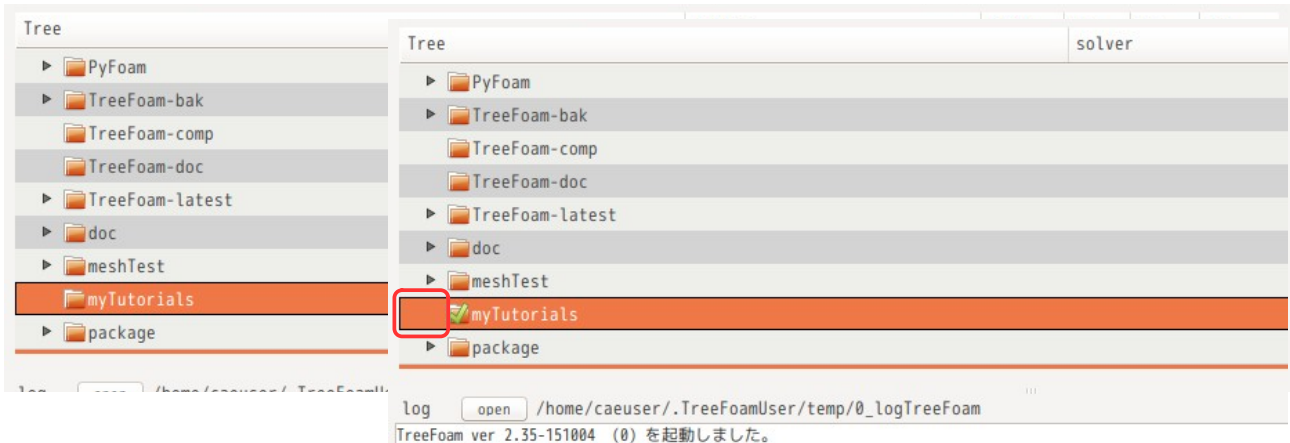 Tree
PyFoam
TreeFoam-bak
TreeFoam-comp
TreeFoam-doc
TreeFoam-latest
doc
meshTest
myTutorials
package
Tree solver
PyFoam
TreeFoam-bak
TreeFoam-comp
TreeFoam-doc
TreeFoam-latest
doc
meshTest
myTutorials
package
log open /home/caeuser/.TreeFoamUser/temp/0_logTreeFoam
TreeFoam ver 2.35-151004 (0) を起動しました。